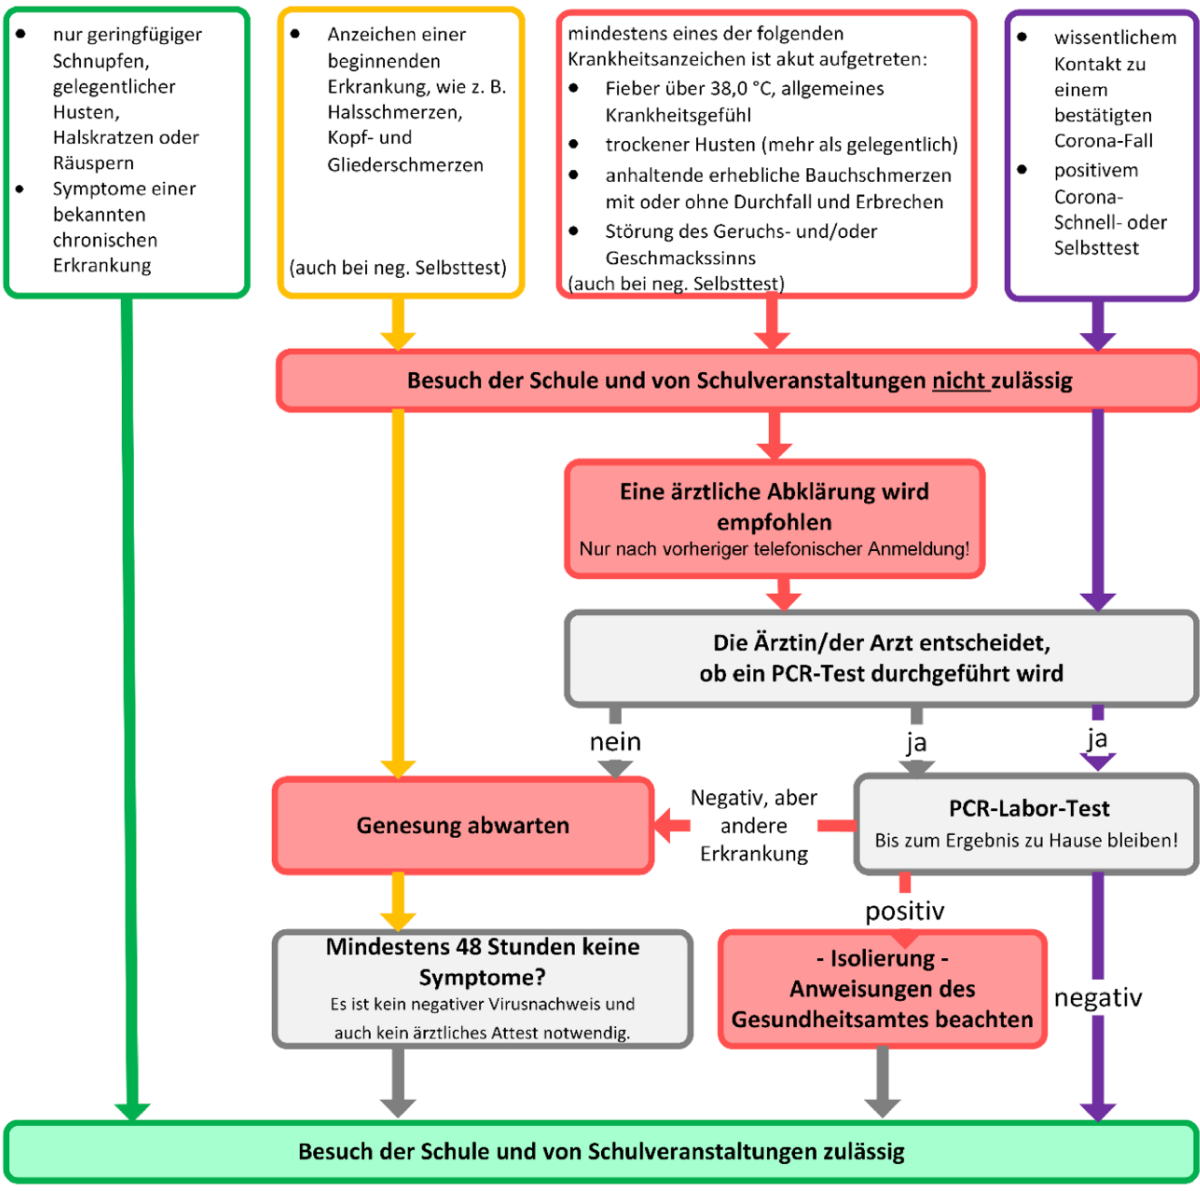 • nur geringfügiger
Schnupfen,
gelegentlicher
Husten,
Halskratzen oder
Räuspern
• Symptome einer
bekannten
chronischen
Erkrankung
• Anzeichen einer
beginnenden
Erkrankung, wie z. B.
Halsschmerzen,
Kopf- und
Gliederschmerzen
(auch bei neg. Selbsttest)
mindestens eines der folgenden
Krankheitsanzeichen ist akut aufgetreten:
• Fieber über 38,0 °C, allgemeines
Krankheitsgefühl
• trockener Husten (mehr als gelegentlich)
• anhaltende erhebliche Bauchschmerzen
mit oder ohne Durchfall und Erbrechen
• Störung des Geruchs- und/oder
Geschmackssinns
(auch bei neg. Selbsttest)
• wissentlichem
Kontakt zu
einem
bestätigten
Corona-Fall
• positivem
Corona-
Schnell- oder
Selbsttest
Besuch der Schule und von Schulveranstaltungen nicht zulässig
Eine ärztliche Abklärung wird
empfohlen
Nur nach vorheriger telefonischer Anmeldung!
Die Ärztin/der Arzt entscheidet,
ob ein PCR-Test durchgeführt wird
nein
ja
ja
Genesung abwarten
Negativ, aber
andere
Erkrankung
PCR-Labor-Test
Bis zum Ergebnis zu Hause bleiben!
positiv
Mindestens 48 Stunden keine
Symptome?
Es ist kein negativer Virusnachweis und
auch kein ärztliches Attest notwendig.
- Isolierung -
Anweisungen des
Gesundheitsamtes beachten
negativ
Besuch der Schule und von Schulveranstaltungen zulässig